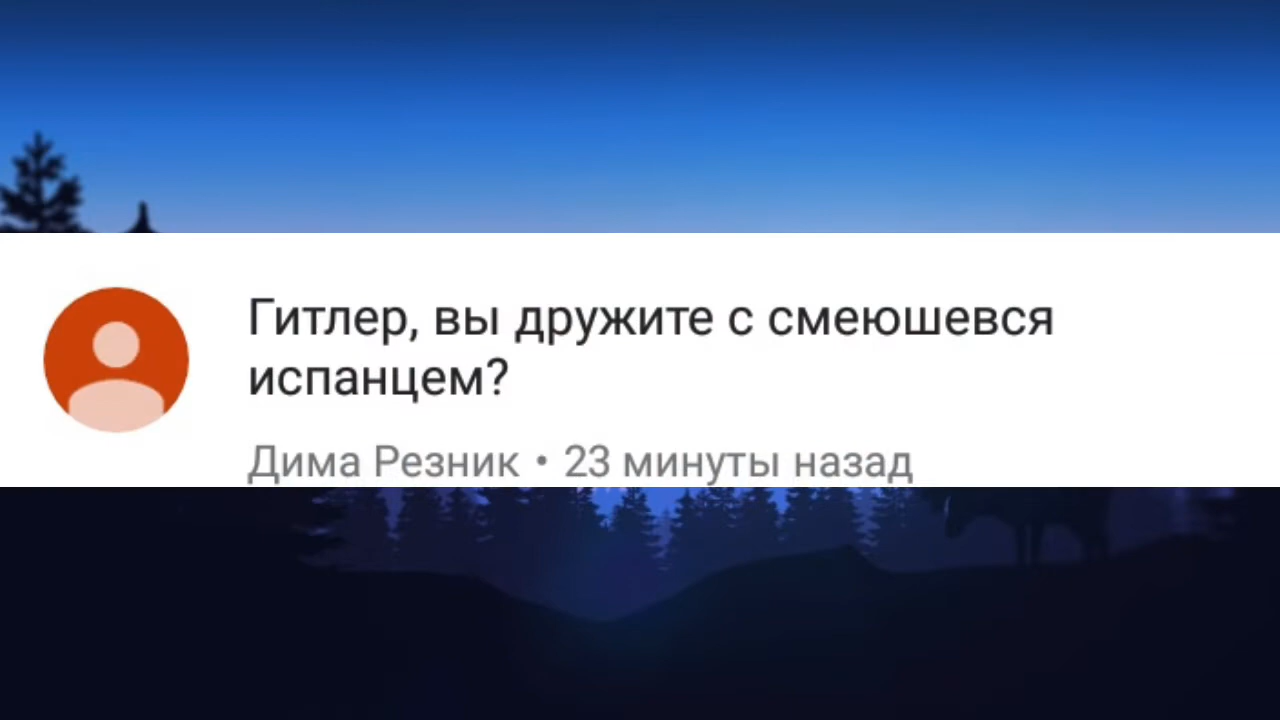 Гитлер, вы дружите с смеюшевся
испанцем?
Дима Резник • 23 минуты назад